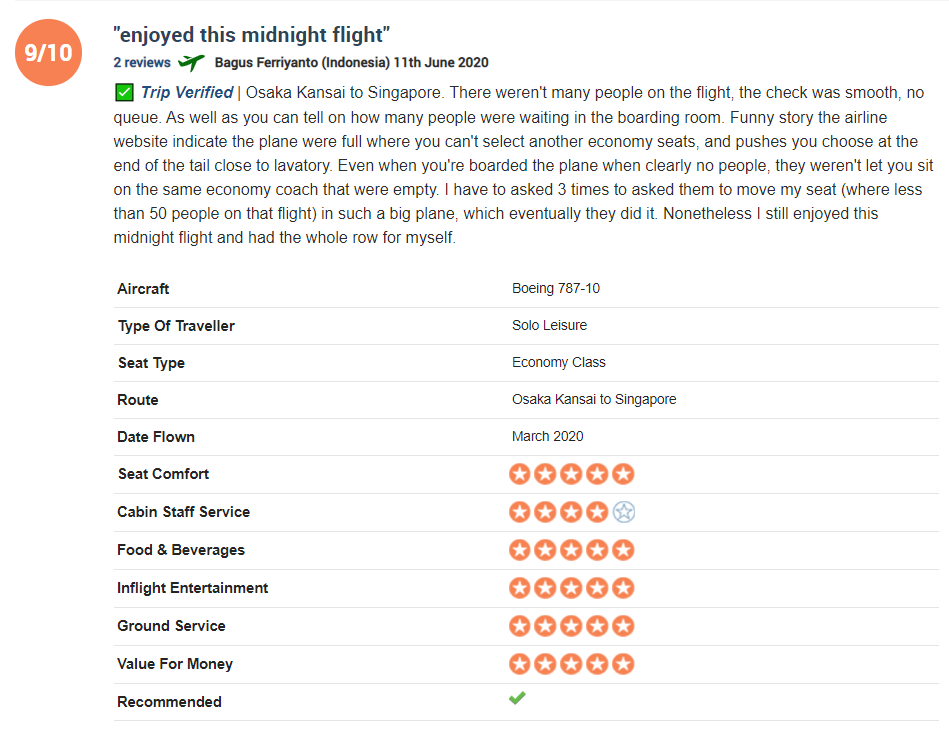 9/10
"enjoyed this midnight flight"
2 reviews Bagus Ferriyanto (Indonesia) 11th June 2020
Trip Verified | Osaka Kansai to Singapore. There weren't many people on the flight, the check was smooth, no
queue. As well as you can tell on how many people were waiting in the boarding room. Funny story the airline
website indicate the plane were full where you can't select another economy seats, and pushes you choose at the
end of the tail close to lavatory. Even when you're boarded the plane when clearly no people, they weren't let you sit
on the same economy coach that were empty. I have to asked 3 times to asked them to move my seat (where less
than 50 people on that flight) in such a big plane, which eventually they did it. Nonetheless I still enjoyed this
midnight flight and had the whole row for myself.
Aircraft Boeing 787-10
Type Of Traveller Solo Leisure
Seat Type Economy Class
Route Osaka Kansai to Singapore
Date Flown March 2020
Seat Comfort
Cabin Staff Service
Food & Beverages
Inflight Entertainment
Ground Service
Value For Money
Recommended